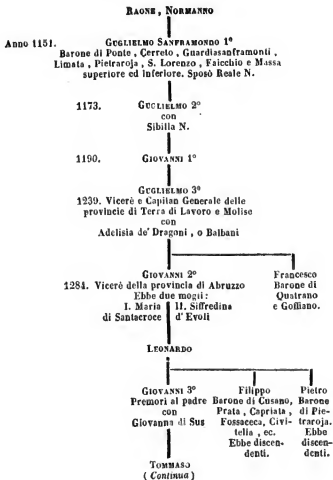 RAONE, NORMANNO
Anno 1151. GUGLIELMO SANFRAMONDO 1°
Barone di Ponte, Cerreto, Guardiasanframonti,
Limata, Pietraroja, S. Lorenzo, Faicchio e Massa
superiore ed Inferiore. Sposò Reale N.
1173. GUGLIELMO 2°
con
Sibilla N.
1190. GIOVANNI 1°
GUGLIELMO 3°
1239. Vicerè e Capitan Generale delle
provincie di Terra di Lavoro e Molise
con
Adelisia de' Dragoni, o Balbani
GIOVANNI 2°
1284. Vicerè della provincia di Abruzzo
Ebbe due mogli:
I. Maria II. Siffredina
di Santacroce d'Evoli
Francesco
Barone di
Quatrano
e Goffiano.
LEONARDO
GIOVANNI 3°
Premorì al padre
con
Giovanna di Sus
Filippo
Barone di Cusano,
Prata, Capriata,
Fossaceca, Civi-
tella, ec.
Ebbe discen-
denti.
Pietro
Barone
di Pie-
traroja.
Ebbe
discen-
denti.
TOMMASO
(Continua)